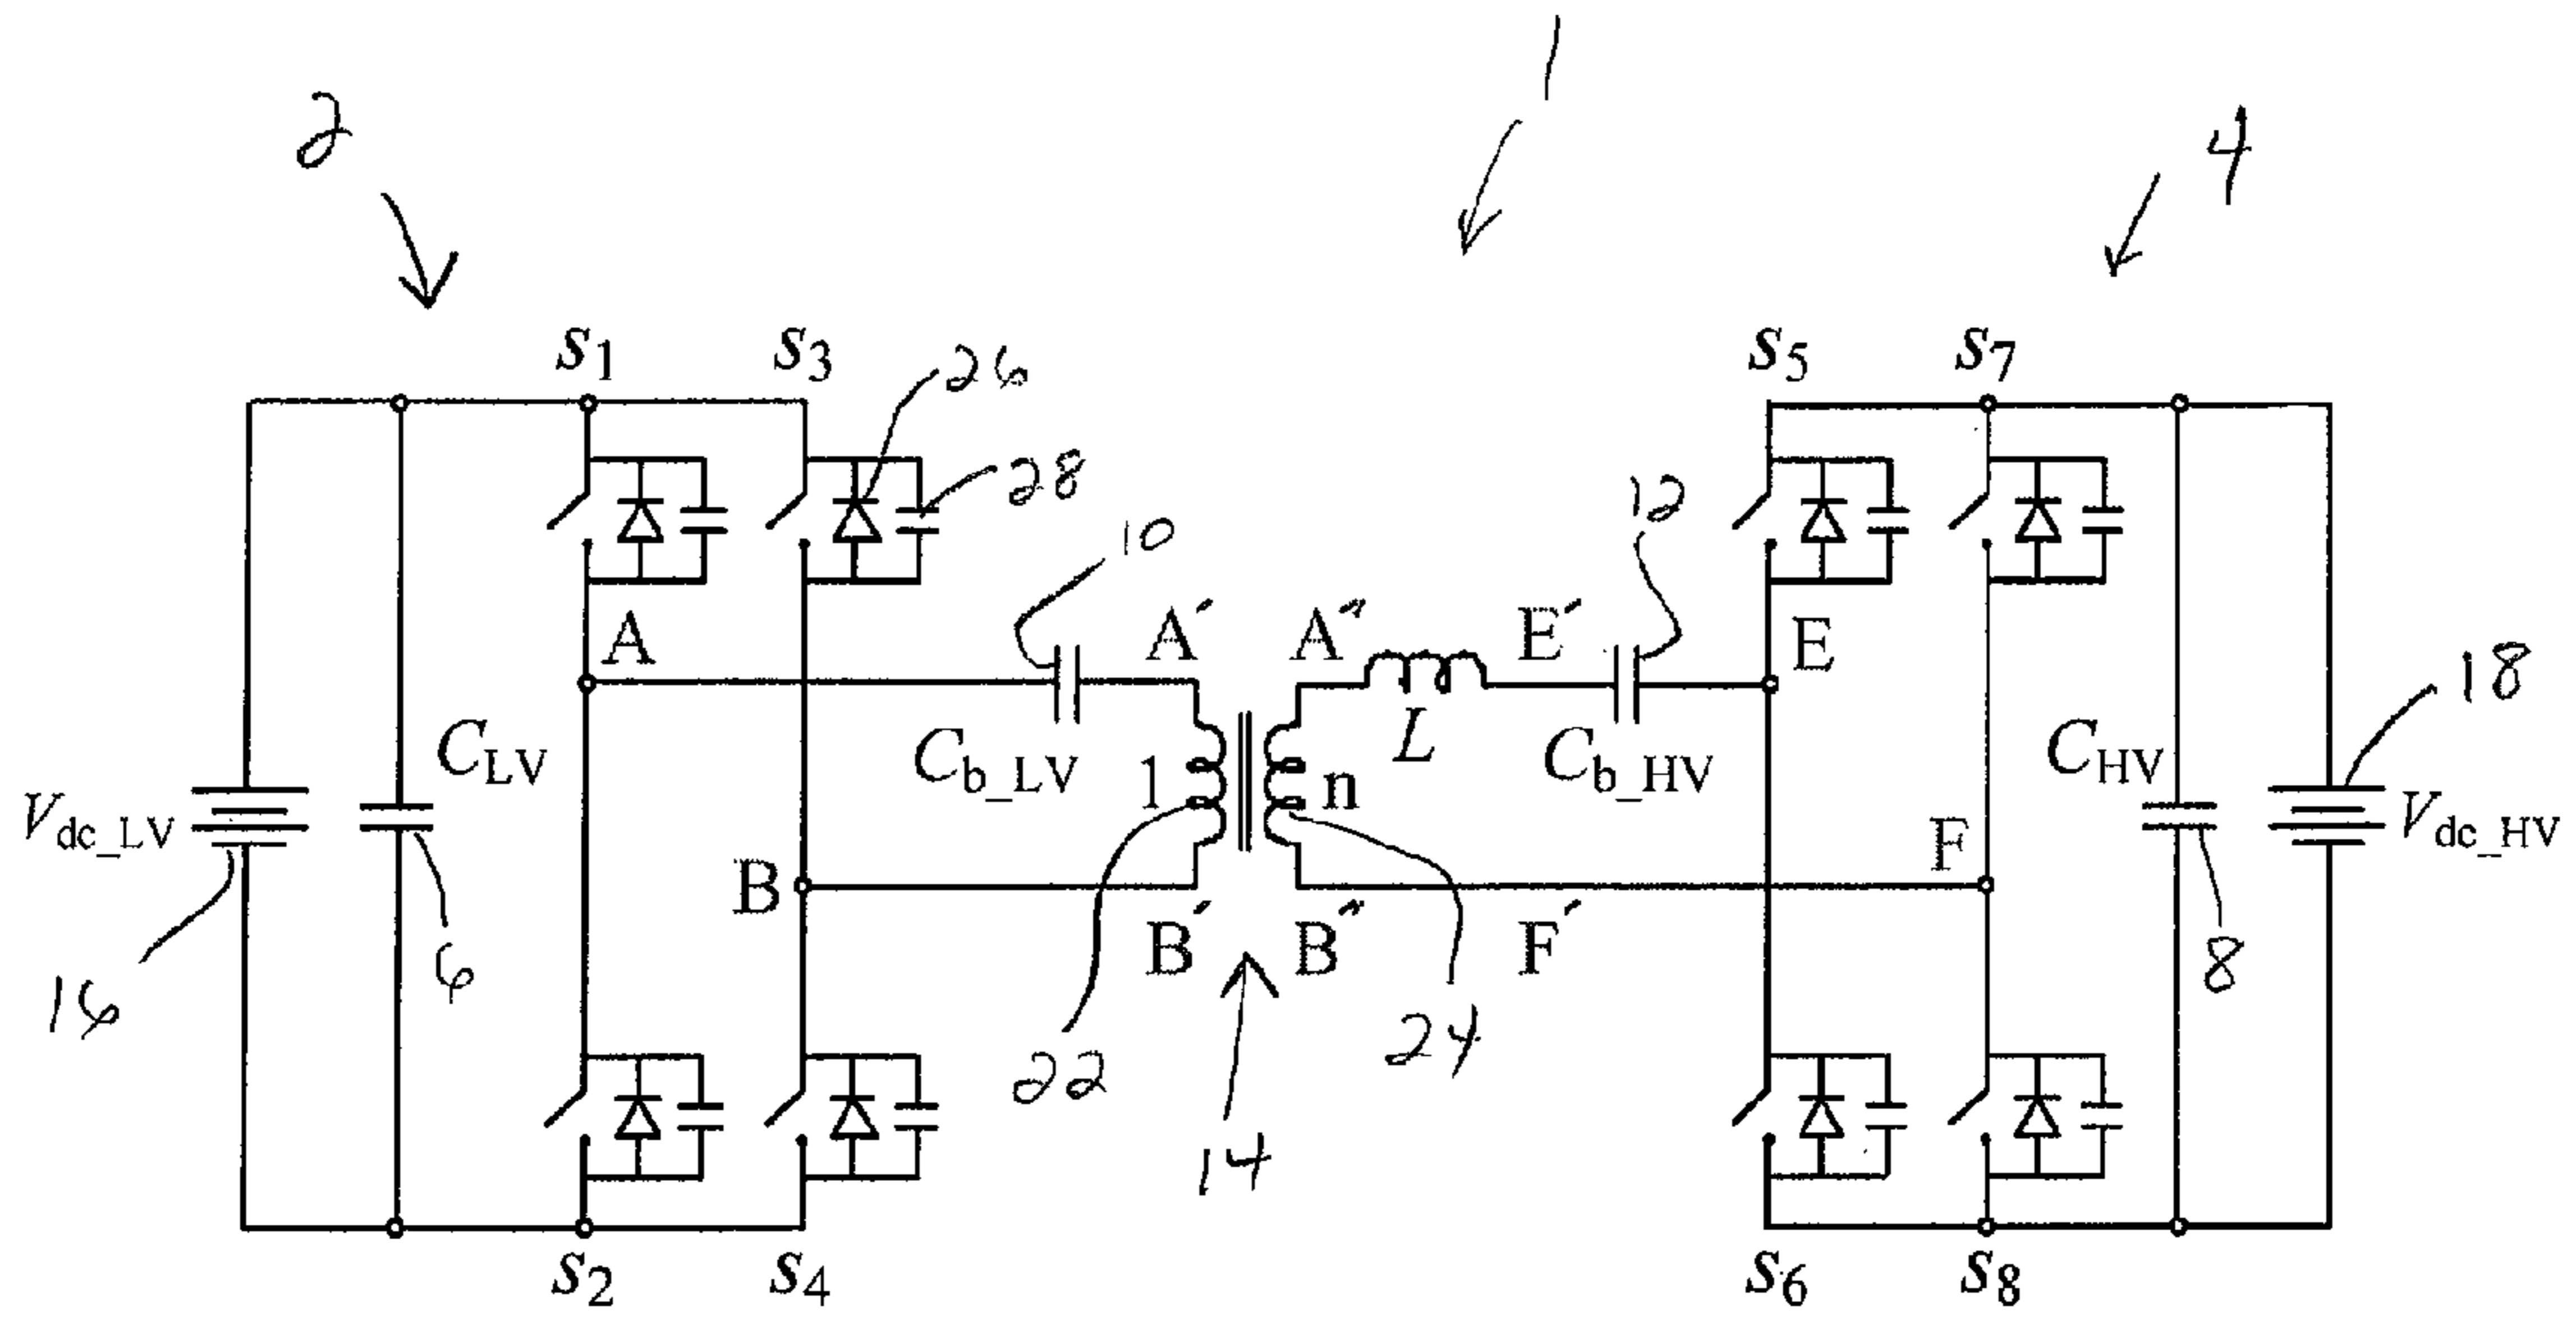 1
2
4
S1 S3 S5 S7
26
28
10
12
A A´ A˝ E´ E
18
CLV Cb_LV 1 n L Cb_HV CHV
Vdc_LV Vdc_HV
B F
B´ B˝ F´
16 6 8
22 24
14
S2 S4 S6 S8